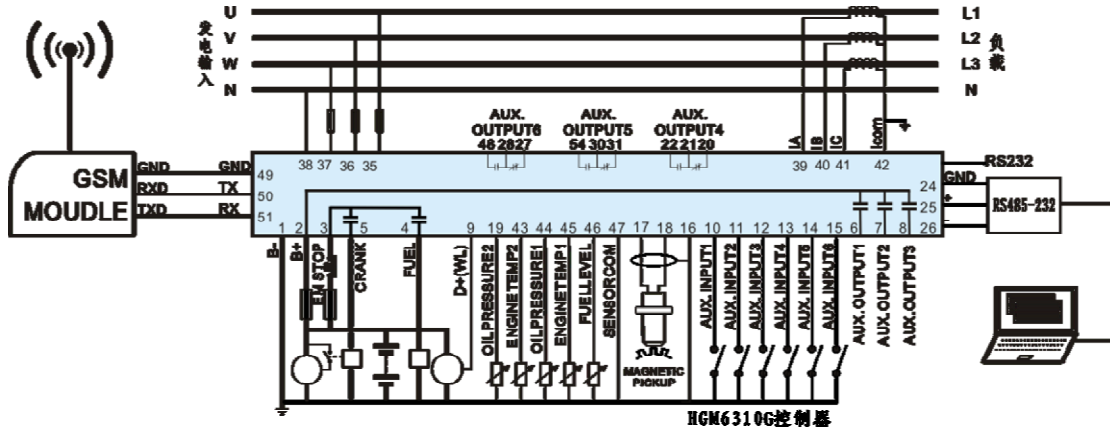 发电输入
U
V
W
N
L1
L2
L3
N
负载
AUX.
OUTPUT6
48 28 27
AUX.
OUTPUT5
54 30 31
AUX.
OUTPUT4
22 21 20
IA
IB
IC
Icom
38
37
36
35
39
40
41
42
GSM
MOUDLE
GND
RXD
TXD
GND
TX
RX
49
50
51
RS232
GND
+
−
24
25
26
RS485-232
1
2
3
5
4
9
19
43
44
45
46
47
17
18
16
10
11
12
13
14
15
6
7
8
B-
B+
EM STOP
CRANK
FUEL
D+(WL)
OILPRESSURE2
ENGINETEMP2
OILPRESSURE1
ENGINETEMP1
FUELLEVEL
SENSORCOM
MAGNETIC
PICKUP
AUX. INPUT1
AUX. INPUT2
AUX. INPUT3
AUX. INPUT4
AUX. INPUT5
AUX. INPUT6
AUX. OUTPUT1
AUX. OUTPUT2
AUX.OUTPUT3
HGM6310G控制器